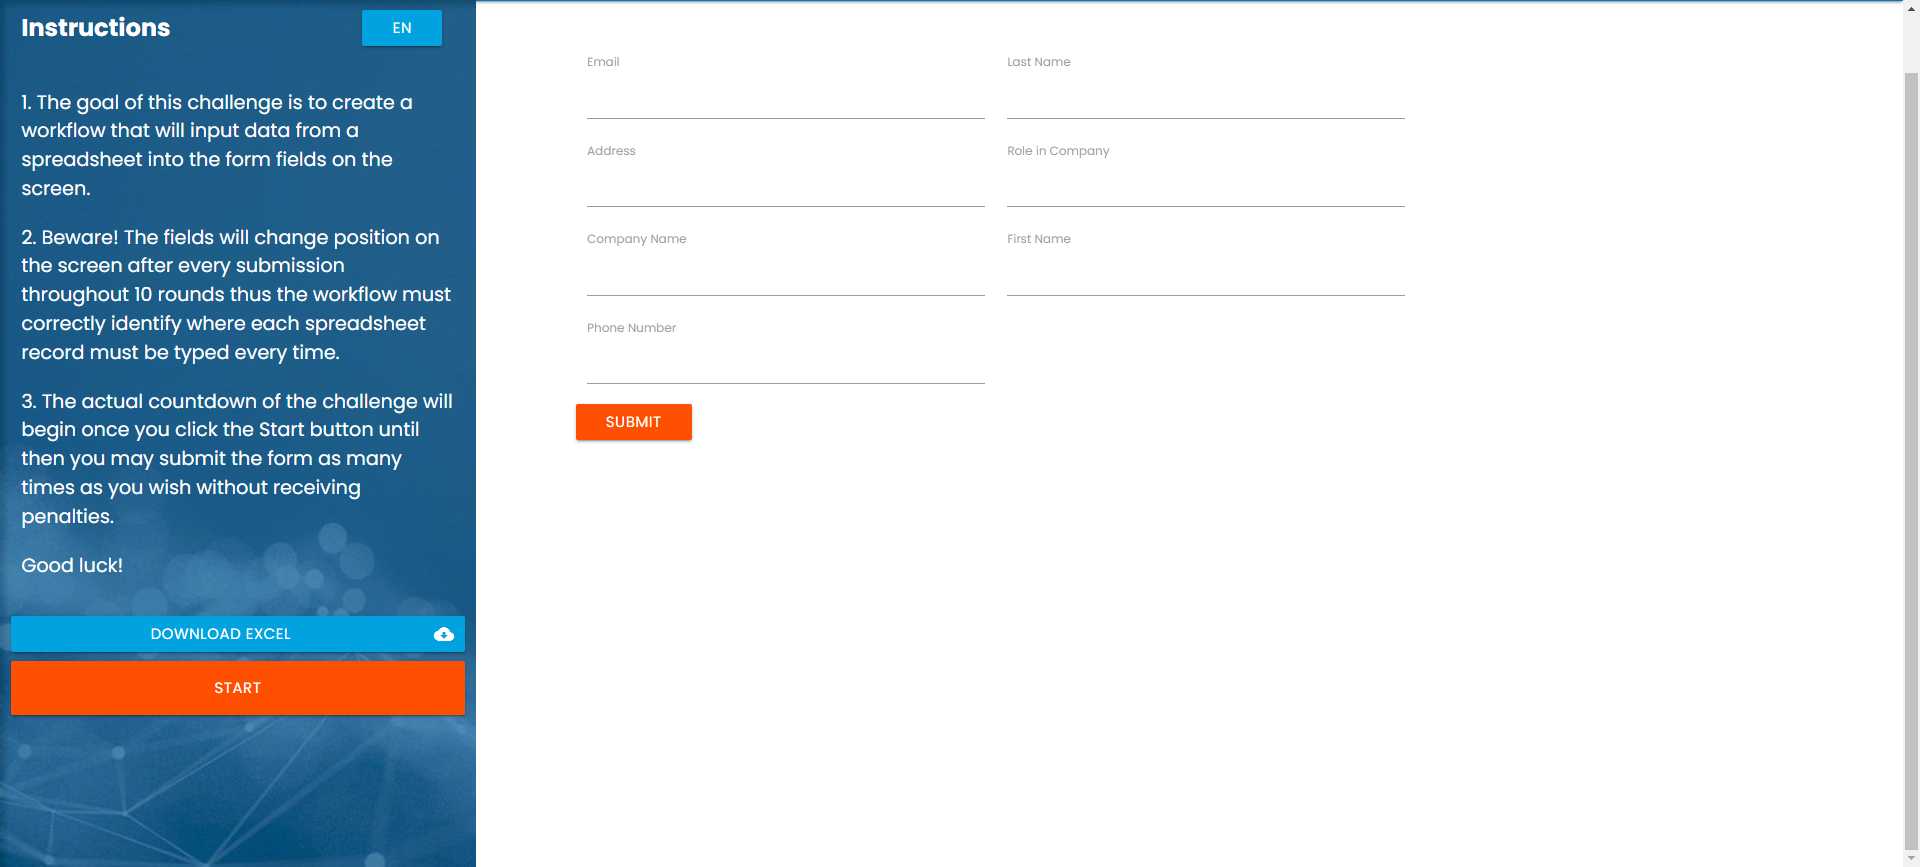 Instructions
EN
1. The goal of this challenge is to create a
workflow that will input data from a
spreadsheet into the form fields on the
screen.
2. Beware! The fields will change position on
the screen after every submission
throughout 10 rounds thus the workflow must
correctly identify where each spreadsheet
record must be typed every time.
3. The actual countdown of the challenge will
begin once you click the Start button until
then you may submit the form as many
times as you wish without receiving
penalties.
Good luck!
DOWNLOAD EXCEL
START
Email
Last Name
Address
Role in Company
Company Name
First Name
Phone Number
SUBMIT